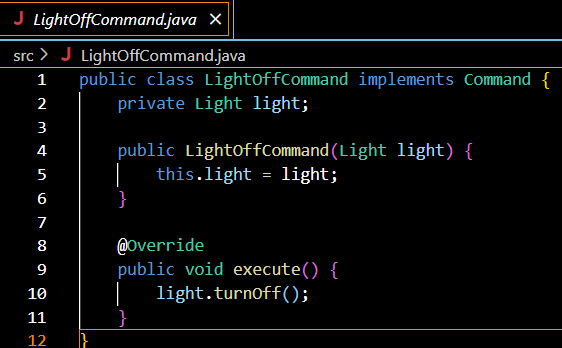 J LightOffCommand.java ×
src > J LightOffCommand.java
1 public class LightOffCommand implements Command {
2     private Light light;
3
4     public LightOffCommand(Light light) {
5         this.light = light;
6     }
7
8     @Override
9     public void execute() {
10         light.turnOff();
11     }
12 }